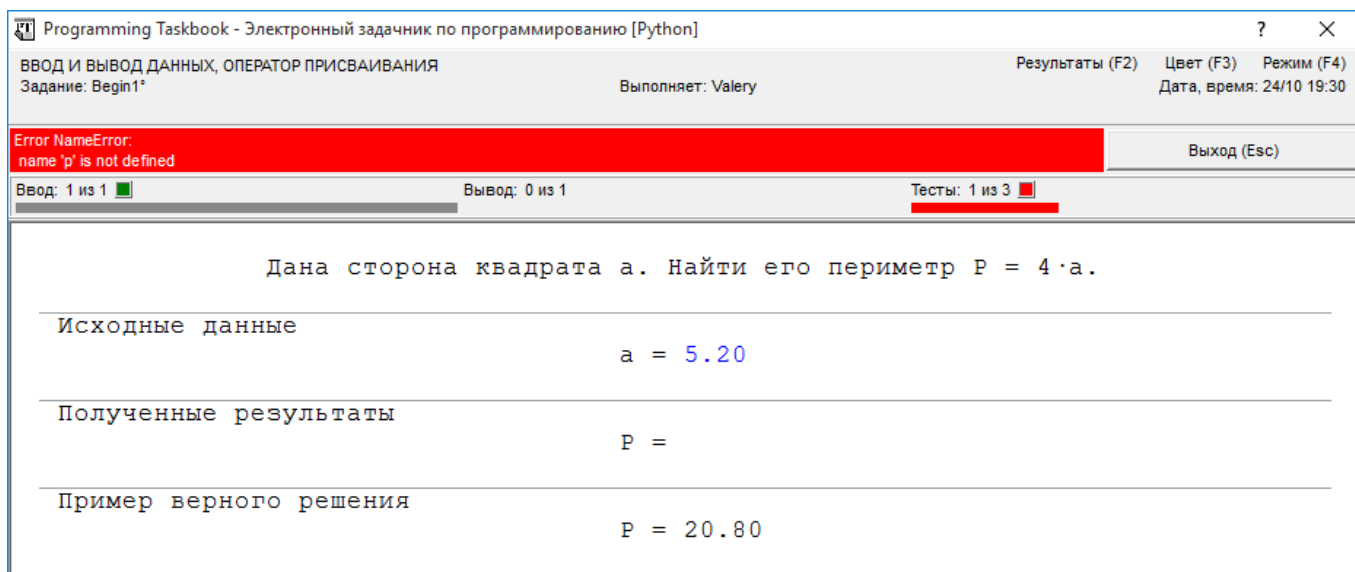 Programming Taskbook - Электронный задачник по программированию [Python] ? ✕
ВВОД И ВЫВОД ДАННЫХ, ОПЕРАТОР ПРИСВАИВАНИЯ Результаты (F2) Цвет (F3) Режим (F4)
Задание: Begin1° Выполняет: Valery Дата, время: 24/10 19:30
Error NameError:
name 'p' is not defined
Выход (Esc)
Ввод: 1 из 1 Вывод: 0 из 1 Тесты: 1 из 3
Дана сторона квадрата a. Найти его периметр P = 4·a.
Исходные данные
a = 5.20
Полученные результаты
P =
Пример верного решения
P = 20.80